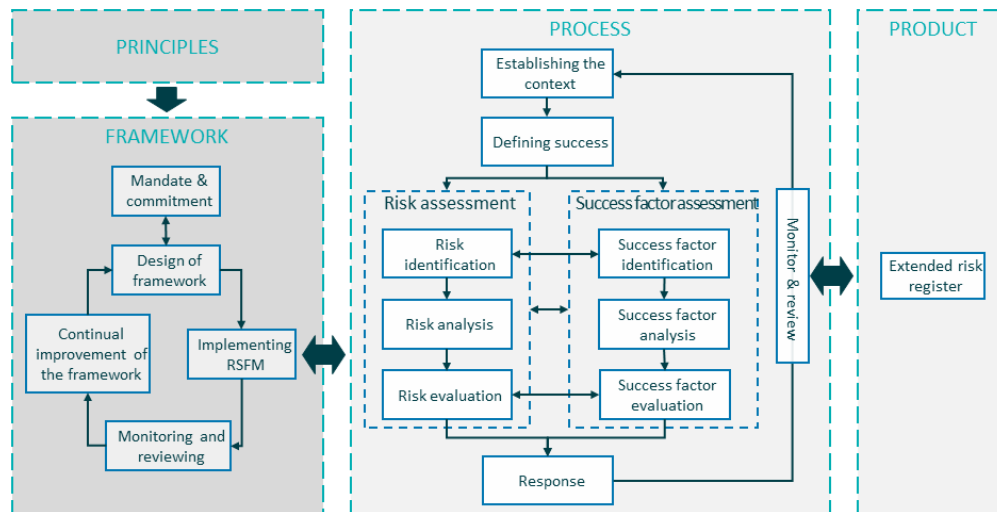 PRINCIPLES
FRAMEWORK
Mandate &
commitment
Design of
framework
Continual
improvement of
the framework
Implementing
RSFM
Monitoring and
reviewing
PROCESS
Establishing the
context
Defining success
Risk assessment
Success factor assessment
Risk
identification
Success factor
identification
Risk analysis
Success factor
analysis
Risk evaluation
Success factor
evaluation
Response
Monitor & review
PRODUCT
Extended risk
register